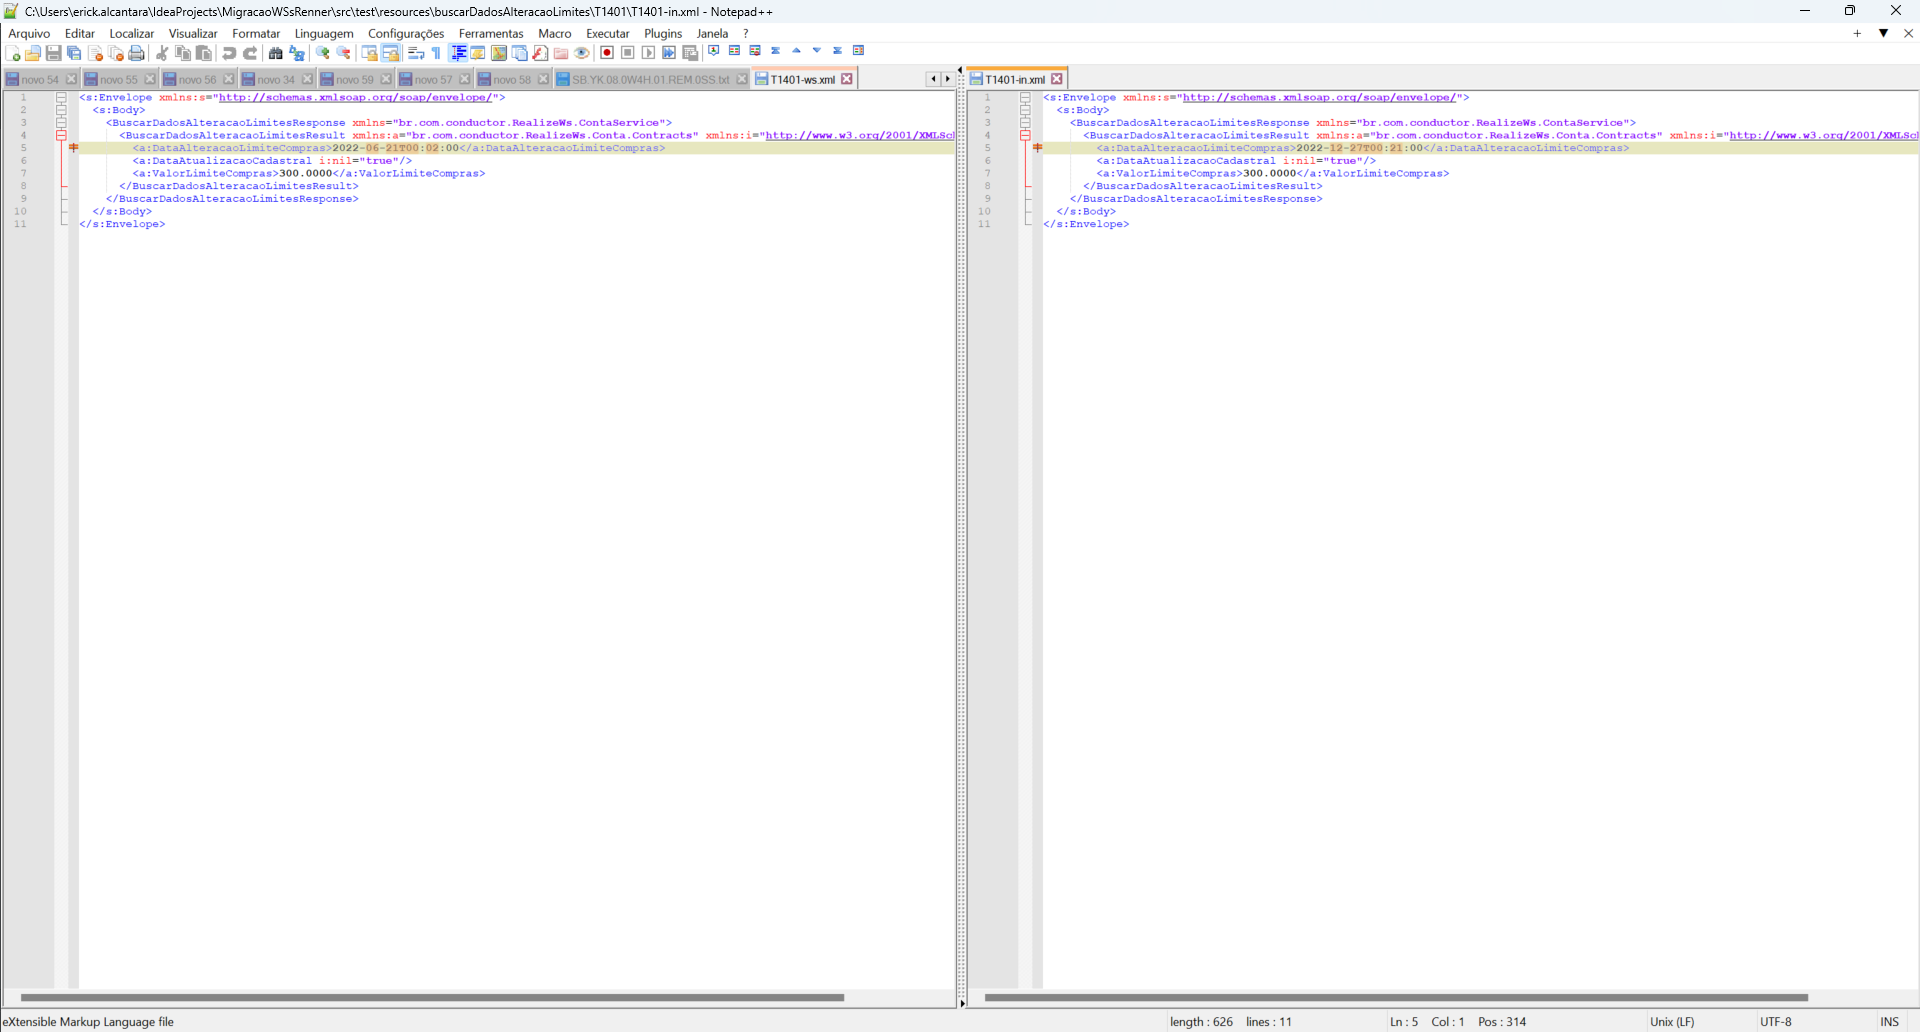 C:\Users\erick.alcantara\IdeaProjects\MigracaoWSsRenner\src\test\resources\buscarDadosAlteracaoLimites\T1401\T1401-in.xml - Notepad++
Arquivo Editar Localizar Visualizar Formatar Linguagem Configurações Ferramentas Macro Executar Plugins Janela ?
novo 54 novo 55 novo 56 novo 34 novo 59 novo 57 novo 58 SB.YK.08.0W4H.01.REM.0SS.txt T1401-ws.xml
1 <s:Envelope xmlns:s="http://schemas.xmlsoap.org/soap/envelope/">
2 <s:Body>
3 <BuscarDadosAlteracaoLimitesResponse xmlns="br.com.conductor.RealizeWs.ContaService">
4 <BuscarDadosAlteracaoLimitesResult xmlns:a="br.com.conductor.RealizeWs.Conta.Contracts" xmlns:i="http://www.w3.org/2001/XMLSc
5 <a:DataAlteracaoLimiteCompras>2022-06-21T00:02:00</a:DataAlteracaoLimiteCompras>
6 <a:DataAtualizacaoCadastral i:nil="true"/>
7 <a:ValorLimiteCompras>300.0000</a:ValorLimiteCompras>
8 </BuscarDadosAlteracaoLimitesResult>
9 </BuscarDadosAlteracaoLimitesResponse>
10 </s:Body>
11 </s:Envelope>
T1401-in.xml
1 <s:Envelope xmlns:s="http://schemas.xmlsoap.org/soap/envelope/">
2 <s:Body>
3 <BuscarDadosAlteracaoLimitesResponse xmlns="br.com.conductor.RealizeWs.ContaService">
4 <BuscarDadosAlteracaoLimitesResult xmlns:a="br.com.conductor.RealizeWs.Conta.Contracts" xmlns:i="http://www.w3.org/2001/XMLSc
5 <a:DataAlteracaoLimiteCompras>2022-12-27T00:21:00</a:DataAlteracaoLimiteCompras>
6 <a:DataAtualizacaoCadastral i:nil="true"/>
7 <a:ValorLimiteCompras>300.0000</a:ValorLimiteCompras>
8 </BuscarDadosAlteracaoLimitesResult>
9 </BuscarDadosAlteracaoLimitesResponse>
10 </s:Body>
11 </s:Envelope>
eXtensible Markup Language file length : 626 lines : 11 Ln : 5 Col : 1 Pos : 314 Unix (LF) UTF-8 INS